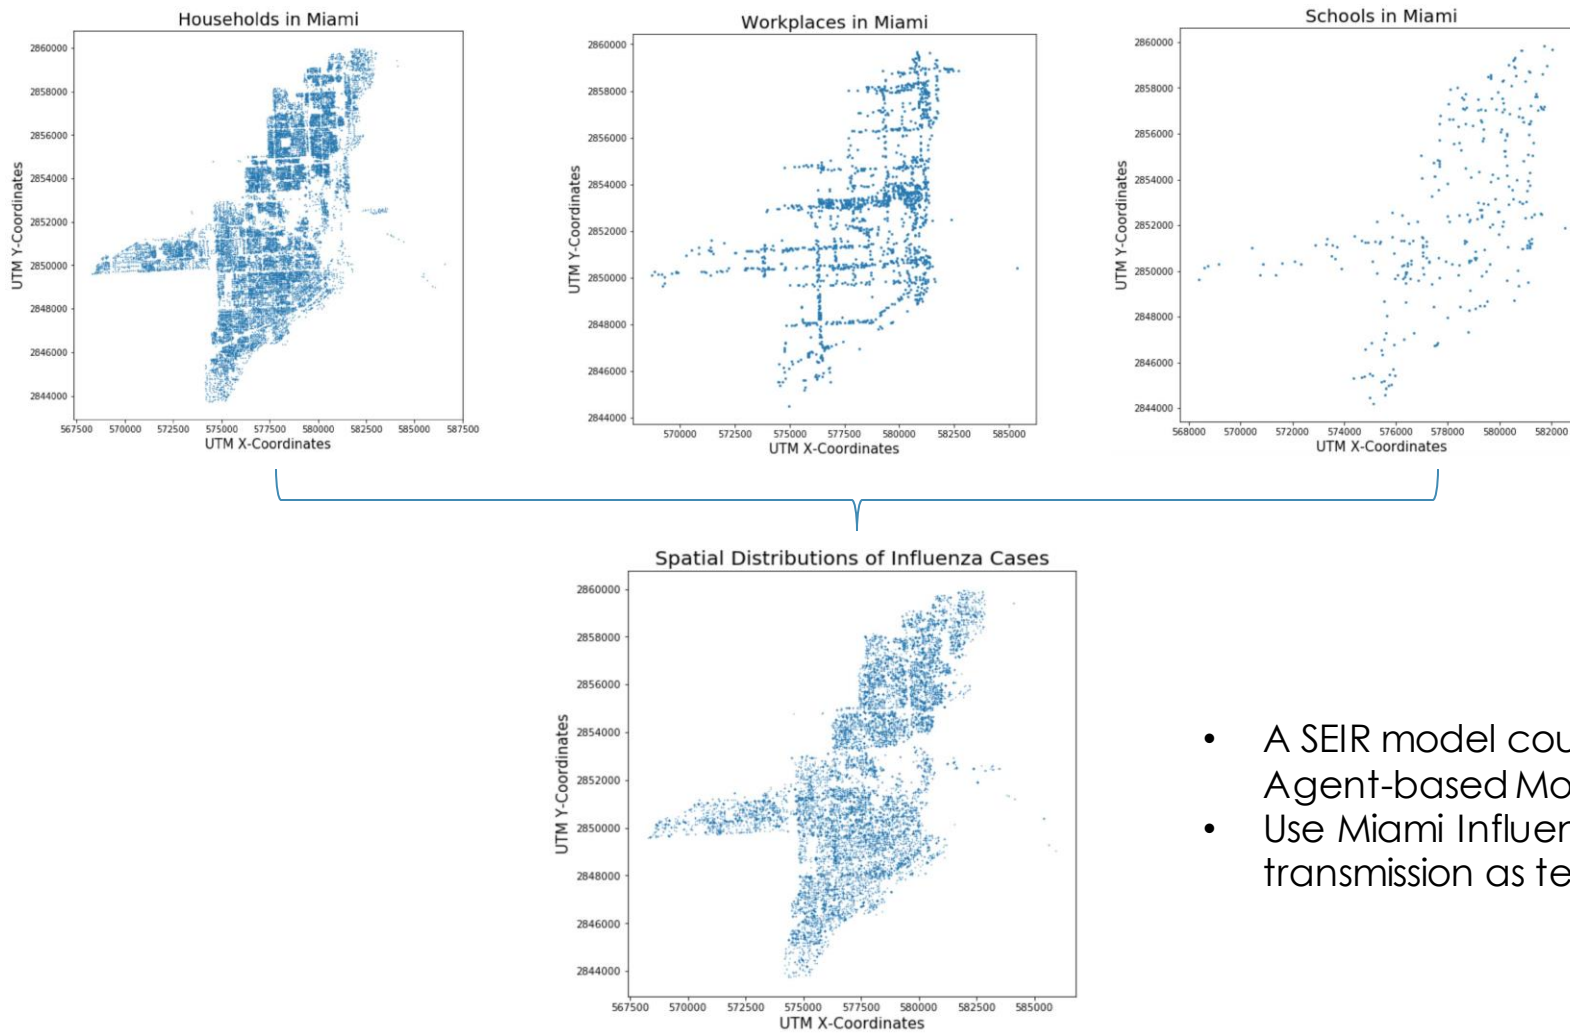 Households in Miami
UTM Y-Coordinates
2860000
2858000
2856000
2854000
2852000
2850000
2848000
2846000
2844000
567500 570000 572500 575000 577500 580000 582500 585000 587500
UTM X-Coordinates
Workplaces in Miami
UTM Y-Coordinates
2860000
2858000
2856000
2854000
2852000
2850000
2848000
2846000
2844000
570000 572500 575000 577500 580000 582500 585000
UTM X-Coordinates
Schools in Miami
UTM Y-Coordinates
2860000
2858000
2856000
2854000
2852000
2850000
2848000
2846000
2844000
568000 570000 572000 574000 576000 578000 580000 582000
UTM X-Coordinates
Spatial Distributions of Influenza Cases
UTM Y-Coordinates
2860000
2858000
2856000
2854000
2852000
2850000
2848000
2846000
2844000
567500 570000 572500 575000 577500 580000 582500 585000
UTM X-Coordinates
• A SEIR model cou
Agent-based Mo
• Use Miami Influen
transmission as te